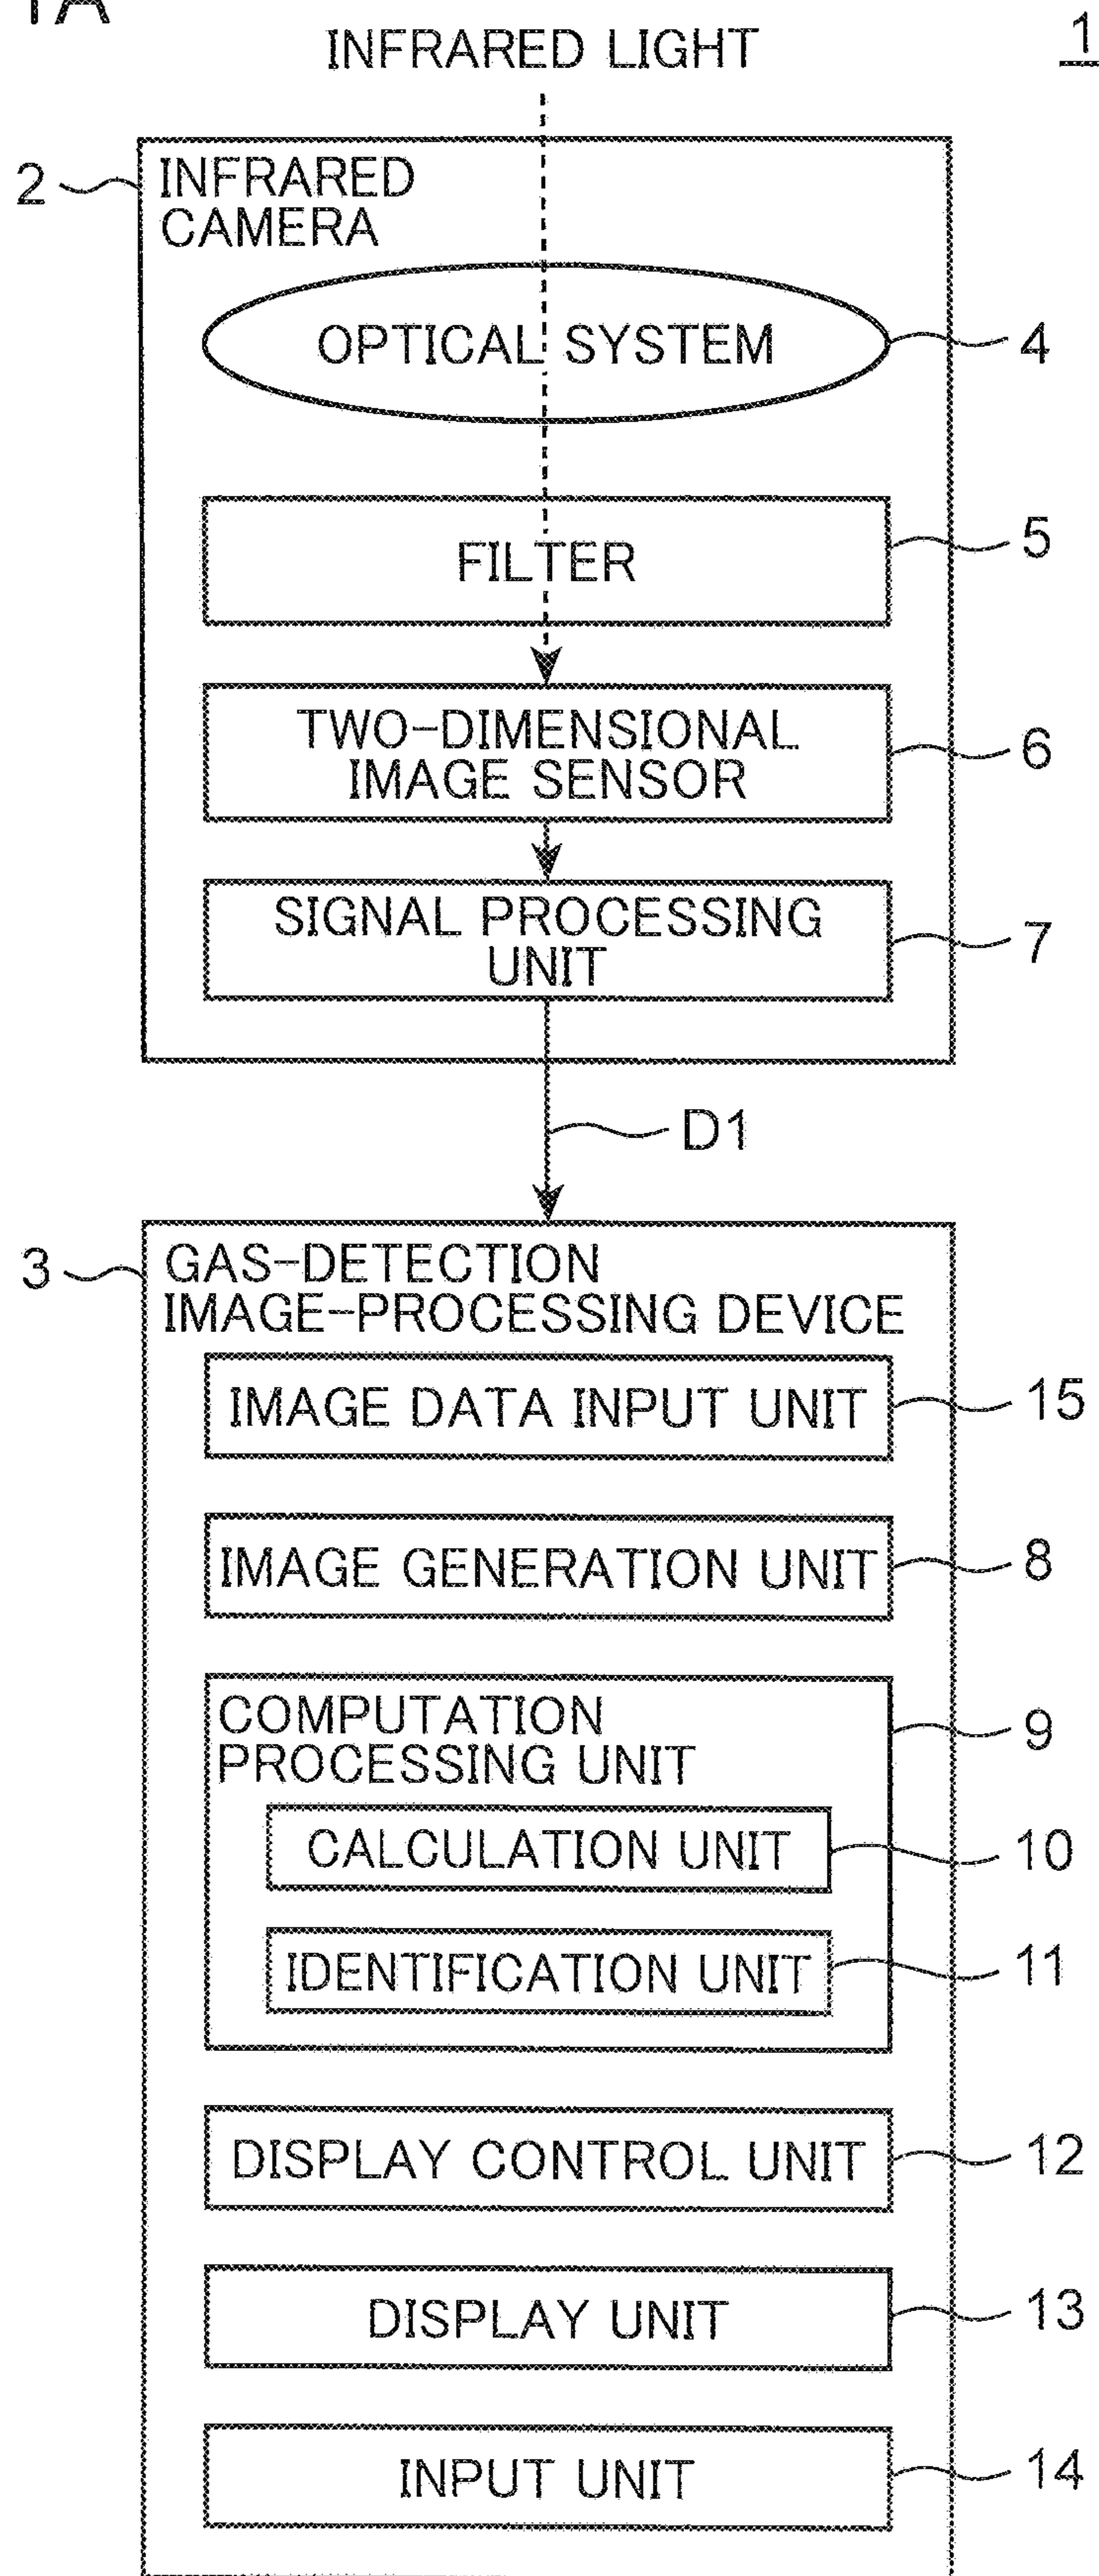 1A
INFRARED LIGHT
1
2
INFRARED
CAMERA
OPTICAL SYSTEM
4
FILTER
5
TWO-DIMENSIONAL
IMAGE SENSOR
6
SIGNAL PROCESSING
UNIT
7
D1
3
GAS-DETECTION
IMAGE-PROCESSING DEVICE
IMAGE DATA INPUT UNIT
15
IMAGE GENERATION UNIT
8
COMPUTATION
PROCESSING UNIT
9
CALCULATION UNIT
10
IDENTIFICATION UNIT
11
DISPLAY CONTROL UNIT
12
DISPLAY UNIT
13
INPUT UNIT
14